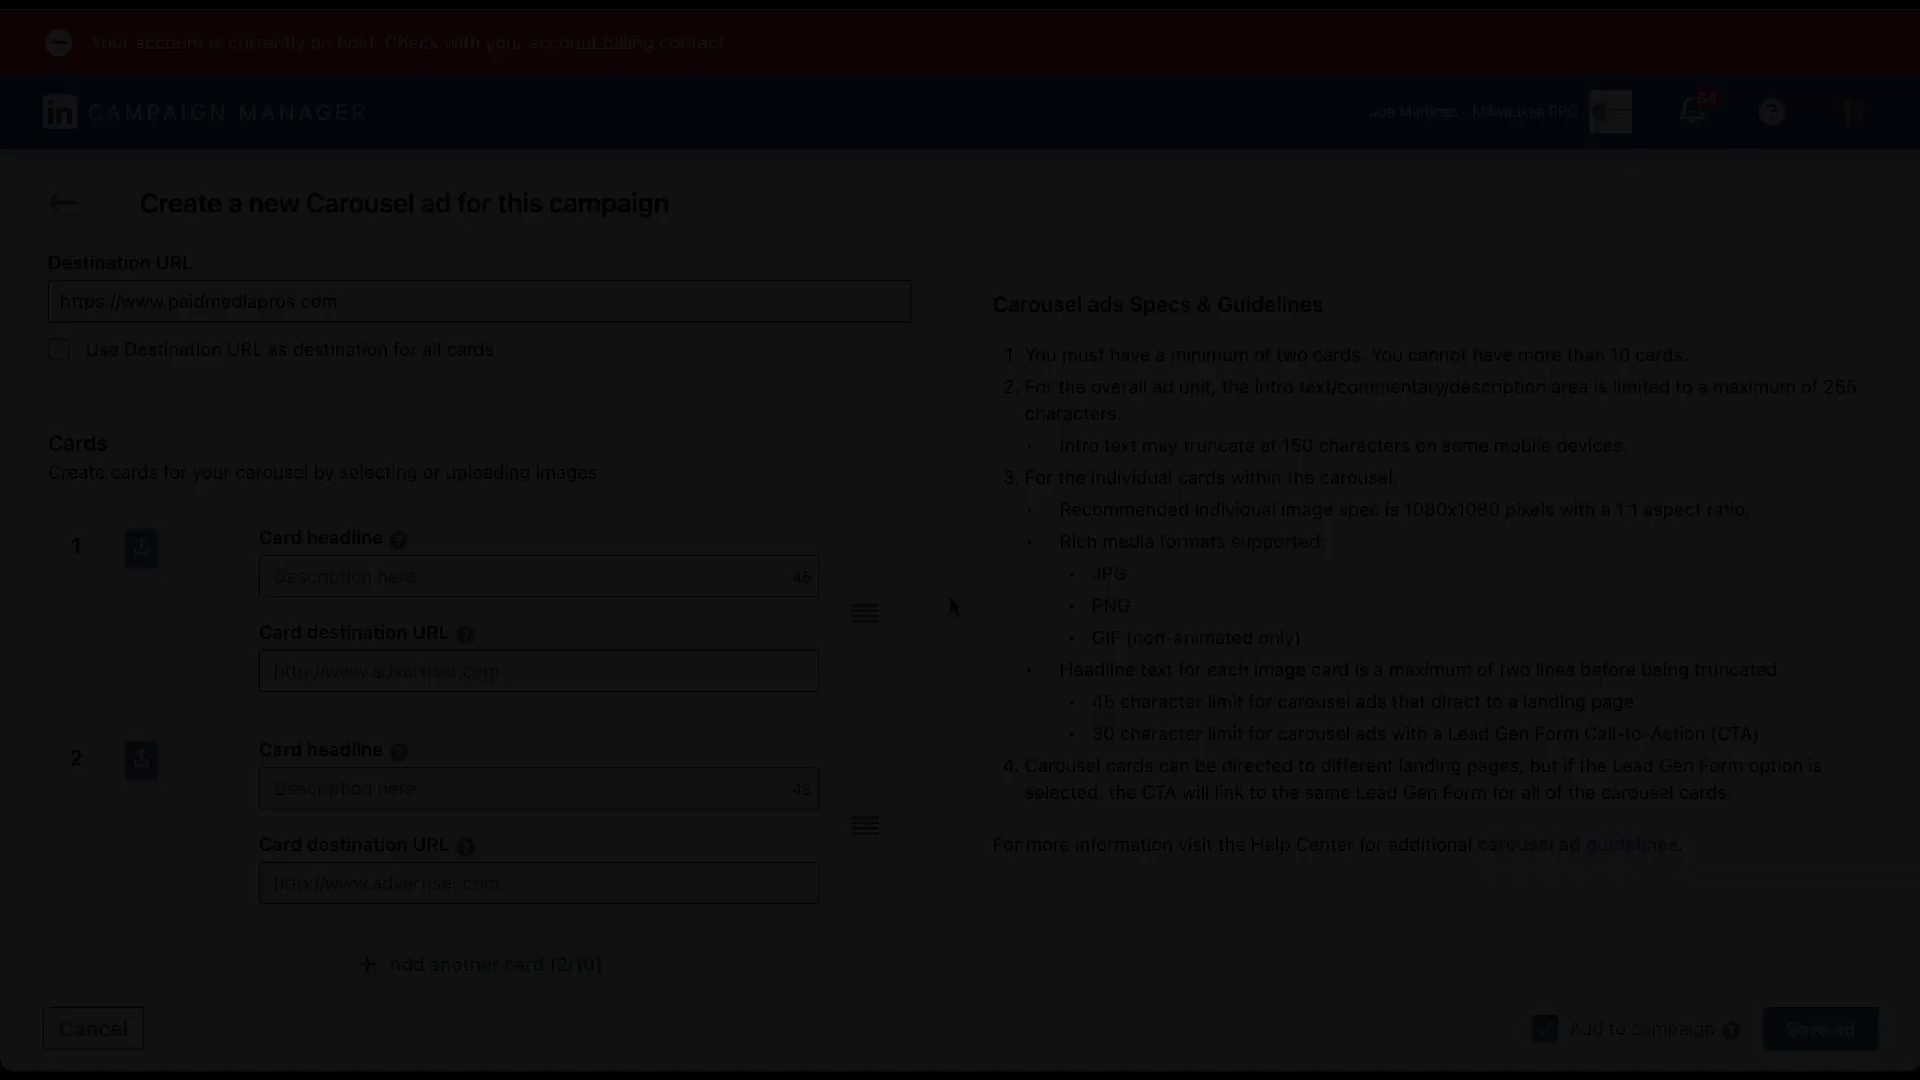 Your account is currently on hold. Check with your account billing contact
in CAMPAIGN MANAGER
Joe Martinez - Milwaukee PPC
54
Create a new Carousel ad for this campaign
Destination URL
https://www.paidmediapros.com
Use Destination URL as destination for all cards
Carousel ads Specs & Guidelines
1. You must have a minimum of two cards. You cannot have more than 10 cards.
2. For the overall ad unit, the intro text/commentary/description area is limited to a maximum of 255
characters.
- Intro text may truncate at 150 characters on some mobile devices.
3. For the individual cards within the carousel.
- Recommended individual image spec is 1080x1080 pixels with a 1:1 aspect ratio.
- Rich media formats supported:
- JPG
- PNG
- GIF (non-animated only)
- Headline text for each image card is a maximum of two lines before being truncated.
- 45 character limit for carousel ads that direct to a landing page
- 30 character limit for carousel ads with a Lead Gen Form Call-to-Action (CTA)
4. Carousel cards can be directed to different landing pages, but if the Lead Gen Form option is
selected, the CTA will link to the same Lead Gen Form for all of the carousel cards.
For more information visit the Help Center for additional carousel ad guidelines.
Cards
Create cards for your carousel by selecting or uploading images
1
Card headline ?
Description here 45
Card destination URL ?
http://www.advertiser.com
2
Card headline ?
Description here 45
Card destination URL ?
http://www.advertiser.com
+ Add another card (2/10)
Cancel
Add to campaign ?
Save ad